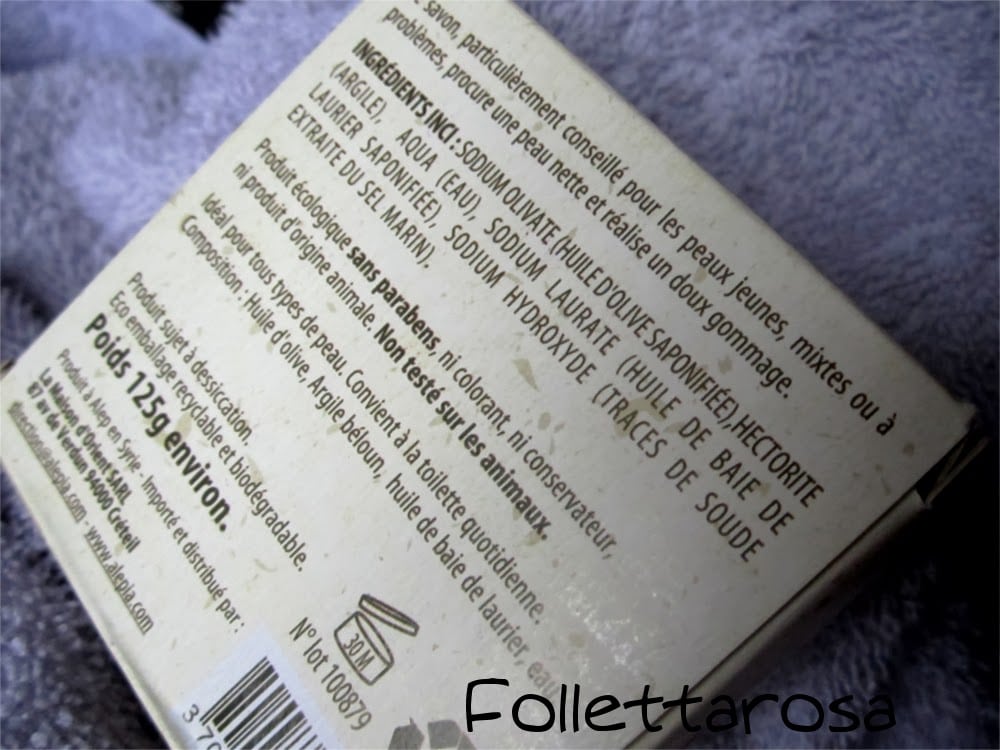 savon, particulièrement conseillé pour les peaux jeunes, mixtes ou à
problèmes, procure une peau nette et réalise un doux gommage.
INGRÉDIENTS INCI : SODIUM OLIVATE (HUILE D'OLIVE SAPONIFIÉE), HECTORITE
(ARGILE), AQUA (EAU), SODIUM LAURATE (HUILE DE BAIE DE
LAURIER SAPONIFIÉE), SODIUM HYDROXYDE (TRACES DE SOUDE
EXTRAITE DU SEL MARIN).
Produit écologique sans parabens, ni colorant, ni conservateur,
ni produit d'origine animale. Non testé sur les animaux.
Idéal pour tous types de peau. Convient à la toilette quotidienne.
Composition : Huile d'olive, Argile béloun, huile de baie de laurier, eau
Produit sujet à dessiccation.
Eco emballage recyclable et biodégradable.
Poids 125g environ.
Produit à Alep en Syrie - Importé et distribué par :
La Maison d'Orient SARL
87 av de Verdun 94000 Créteil
direction@alepia.com - www.alepia.com
30M
N° lot 100879
3
Follettarosa